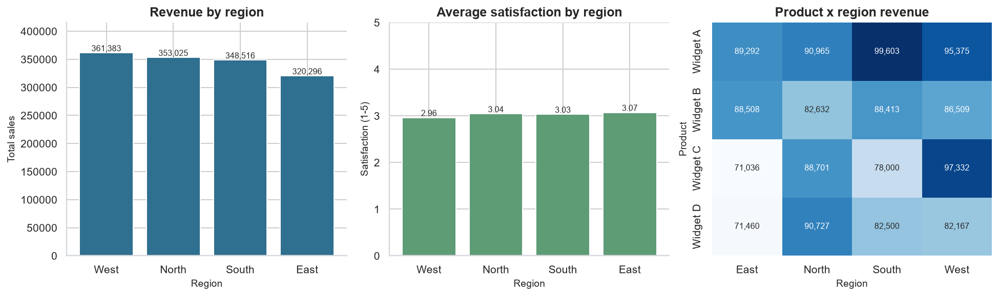 Revenue by region
Total sales
400000
350000
300000
250000
200000
150000
100000
50000
0
361,383
353,025
348,516
320,296
West North South East
Region
Average satisfaction by region
Satisfaction (1-5)
5
4
3
2
1
0
2.96
3.04
3.03
3.07
West North South East
Region
Product x region revenue
Product
Widget A
89,292 90,965 99,603 95,375
Widget B
88,508 82,632 88,413 86,509
Widget C
71,036 88,701 78,000 97,332
Widget D
71,460 90,727 82,500 82,167
East North South West
Region